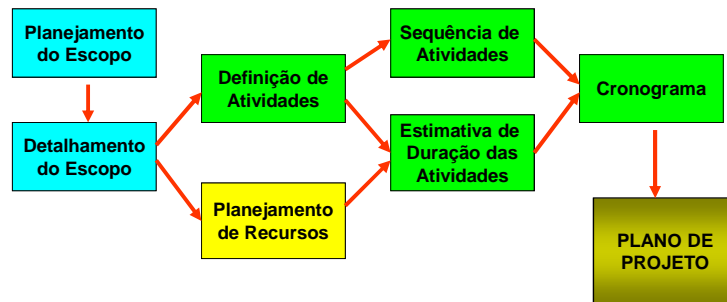 Planejamento
do Escopo
Detalhamento
do Escopo
Definição de
Atividades
Planejamento
de Recursos
Sequência de
Atividades
Estimativa de
Duração das
Atividades
Cronograma
PLANO DE
PROJETO